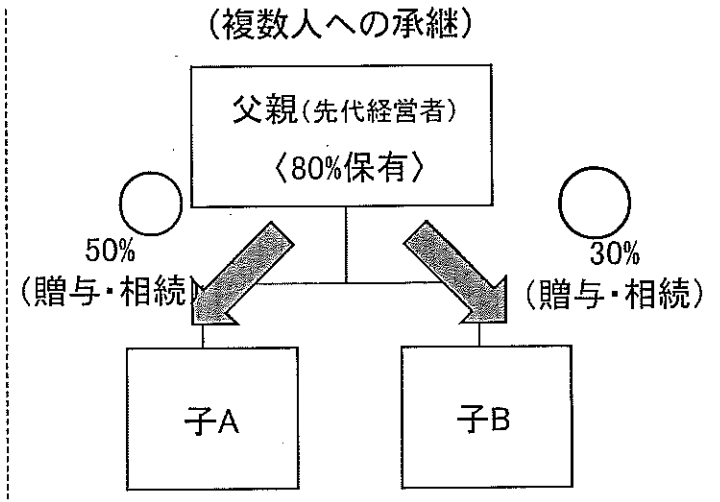 (複数人への承継)
父親(先代経営者)
〈80%保有〉
50%
(贈与・相続)
30%
(贈与・相続)
子A
子B